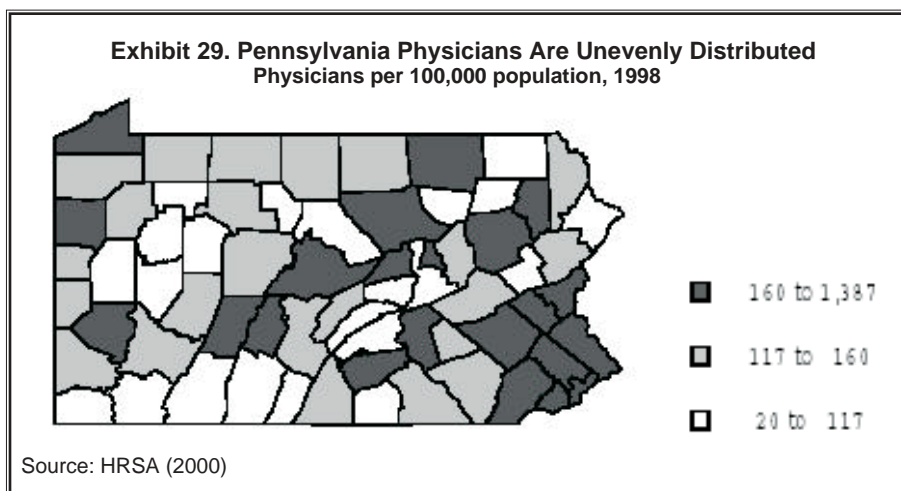 Exhibit 29. Pennsylvania Physicians Are Unevenly Distributed
Physicians per 100,000 population, 1998
160 to 1,387
117 to 160
20 to 117
Source: HRSA (2000)